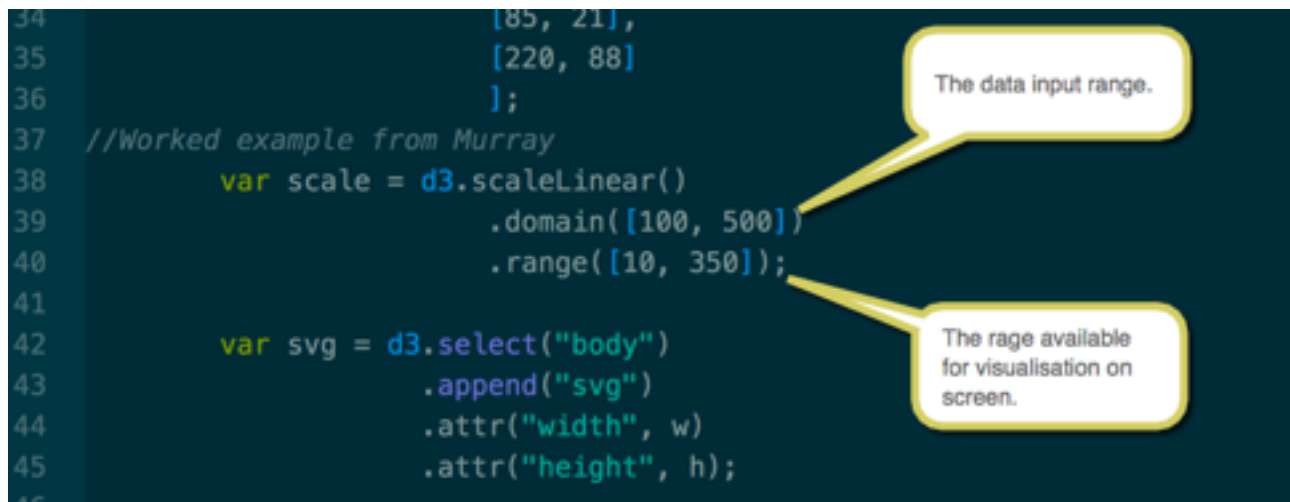 34 [85, 21],
35 [220, 88]
36 ];
37 //Worked example from Murray
38 var scale = d3.scaleLinear()
39 .domain([100, 500])
40 .range([10, 350]);
41
42 var svg = d3.select("body")
43 .append("svg")
44 .attr("width", w)
45 .attr("height", h);
The data input range.
The rage available
for visualisation on
screen.